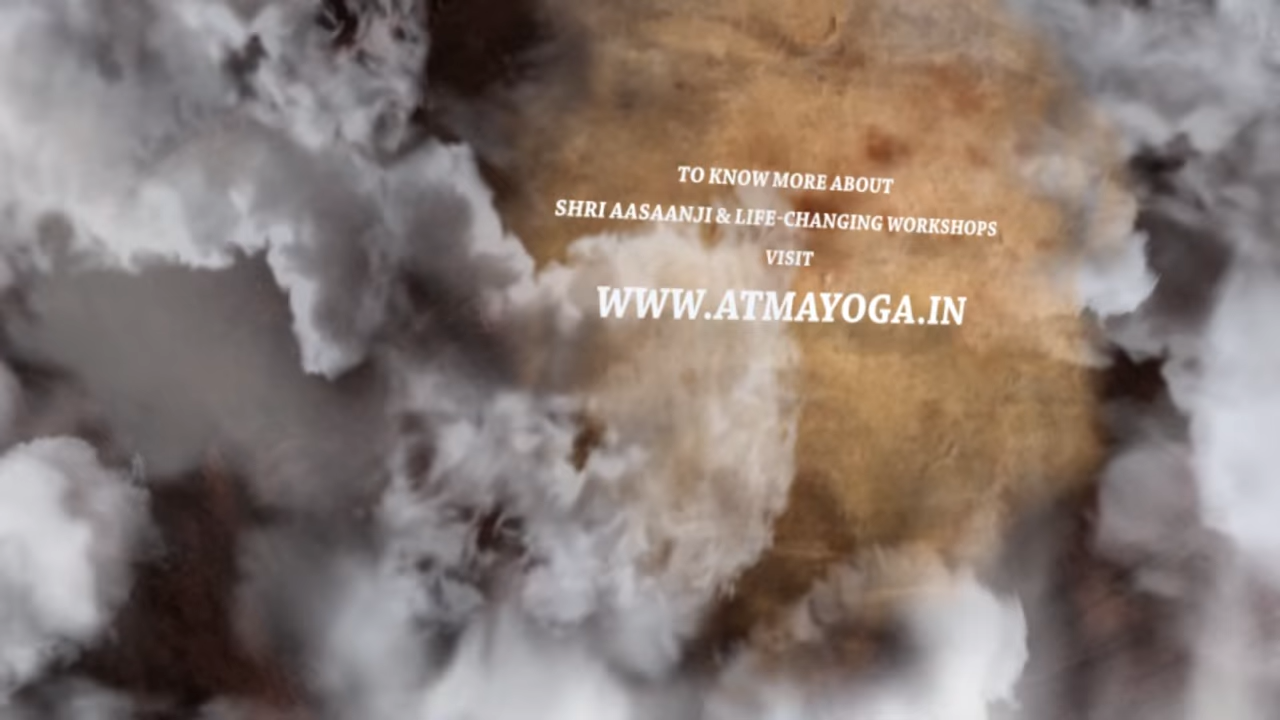 TO KNOW MORE ABOUT
SHRI AASAANJI & LIFE-CHANGING WORKSHOPS
VISIT
WWW.ATMAYOGA.IN